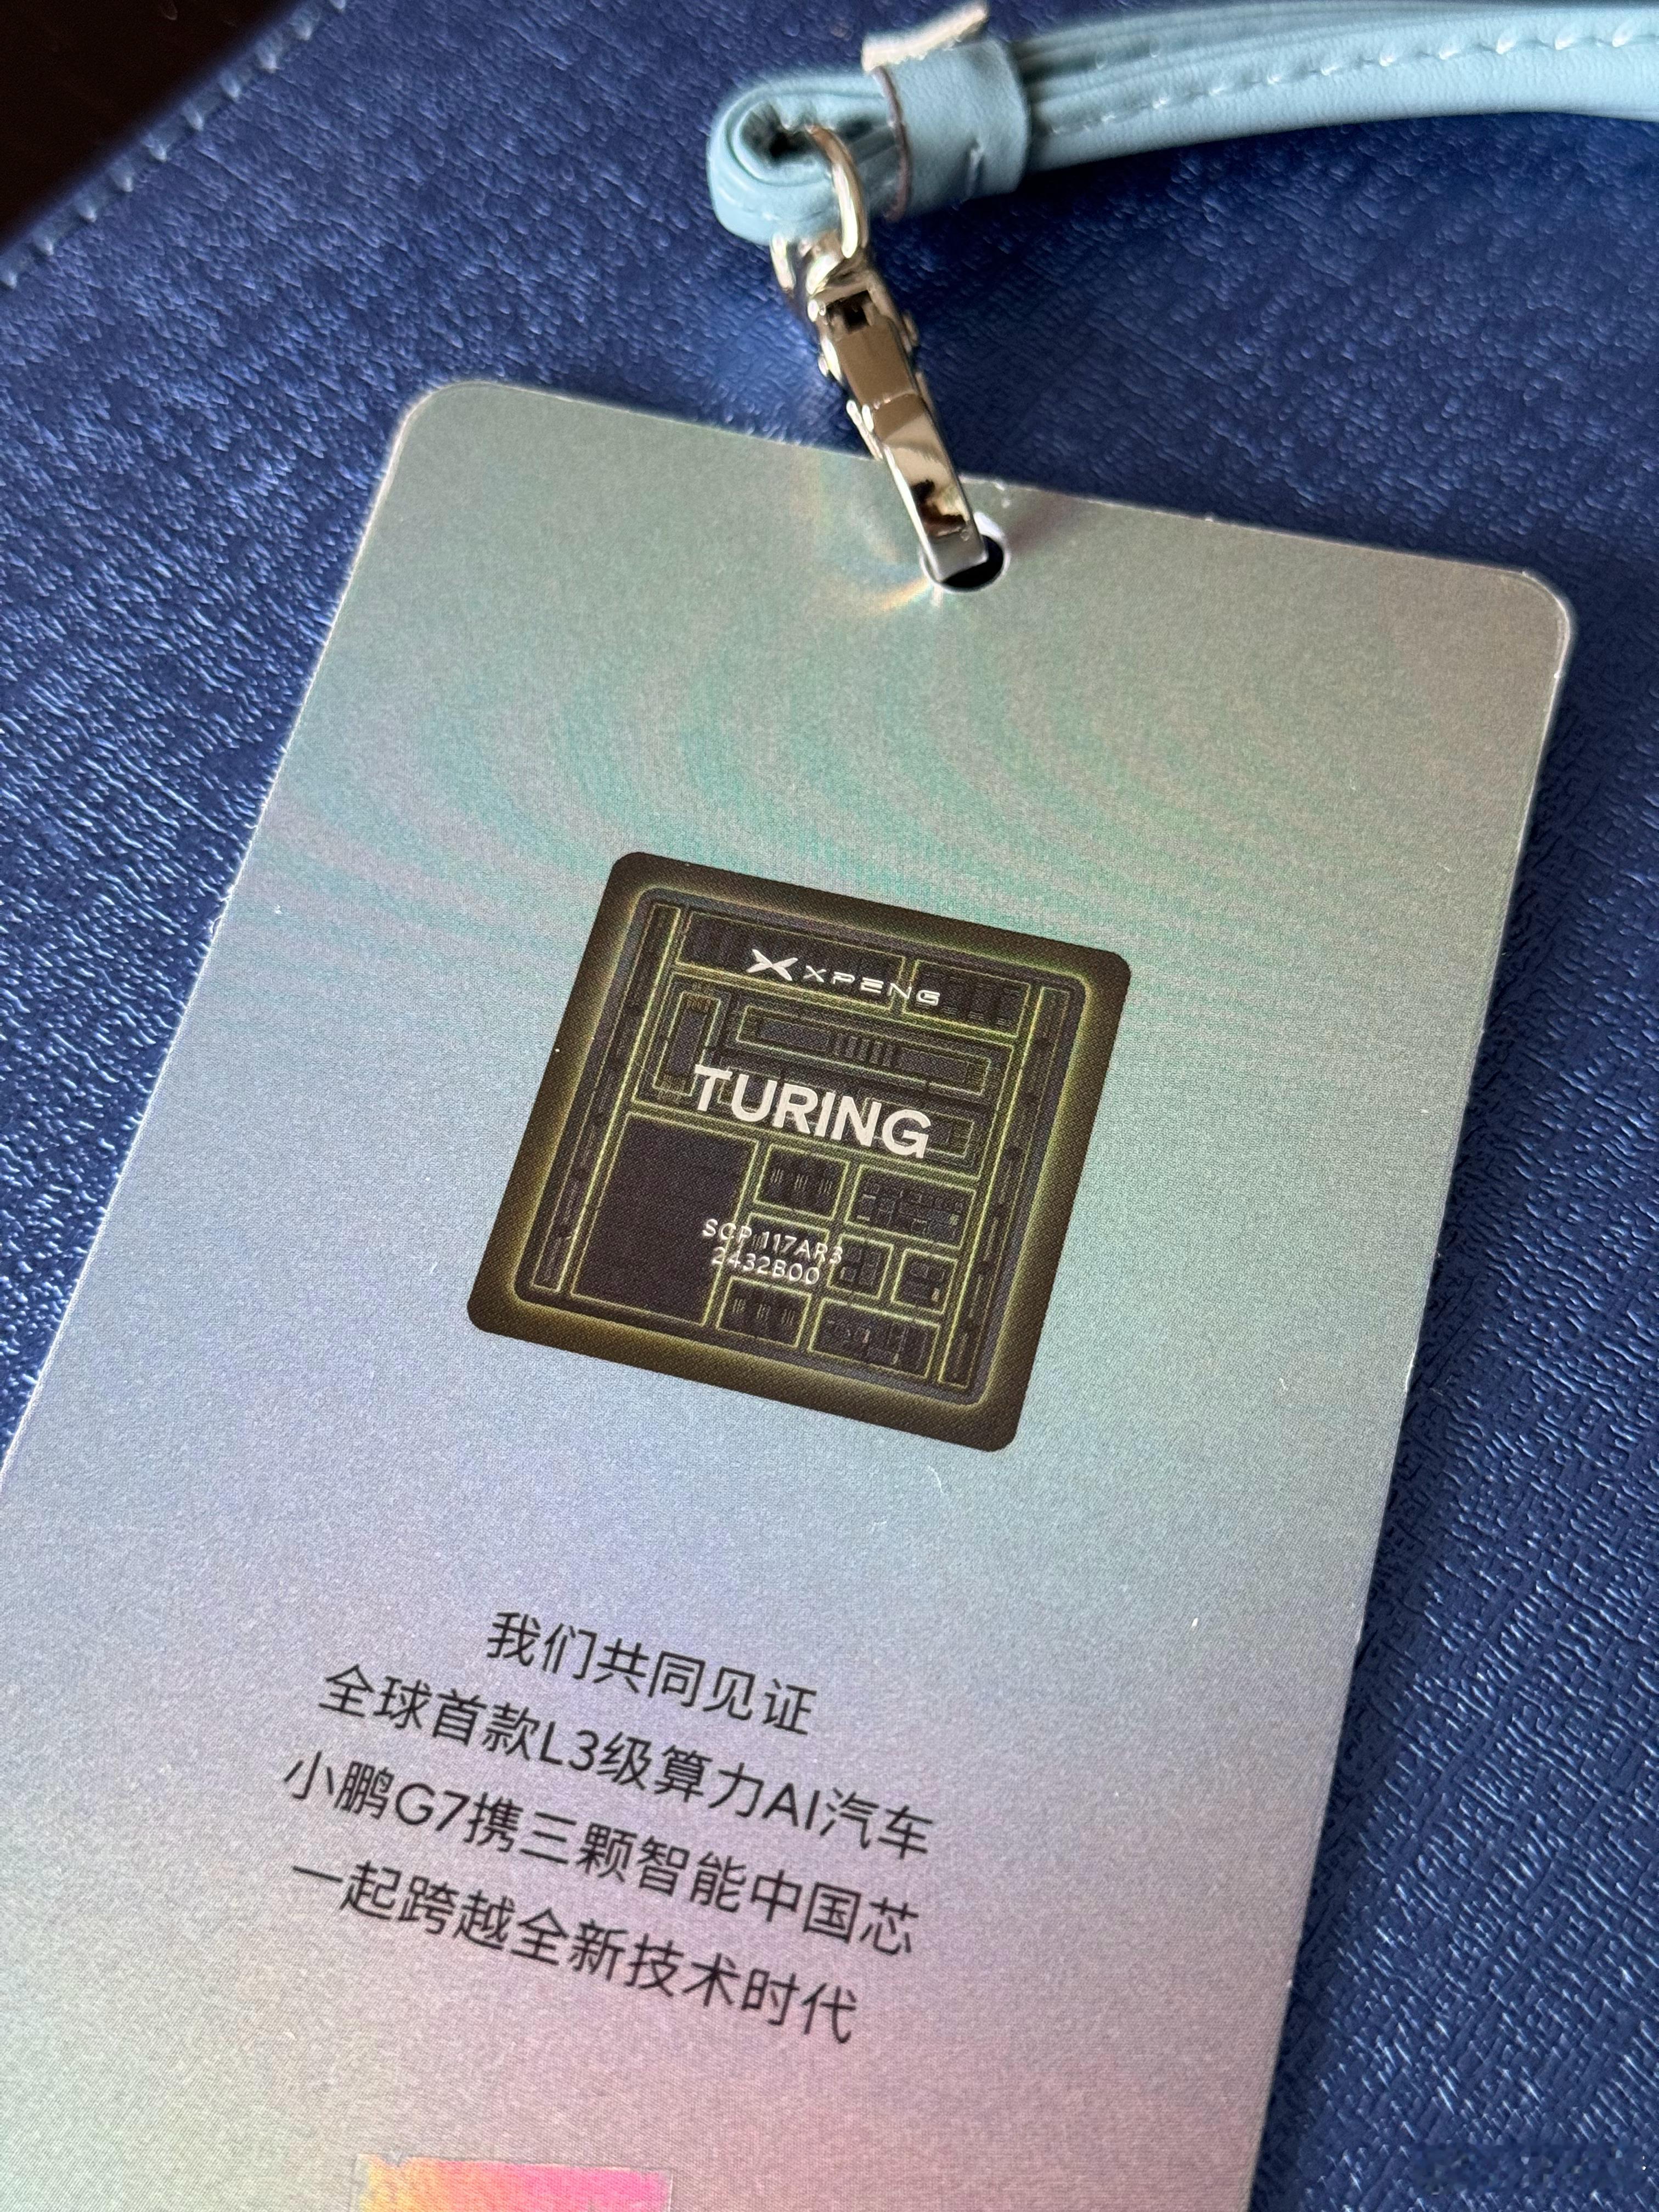 XPENG
TURING
SCP 117AR3
2432B00
我们共同见证
全球首款L3级算力AI汽车
小鹏G7携三颗智能中国芯
一起跨越全新技术时代